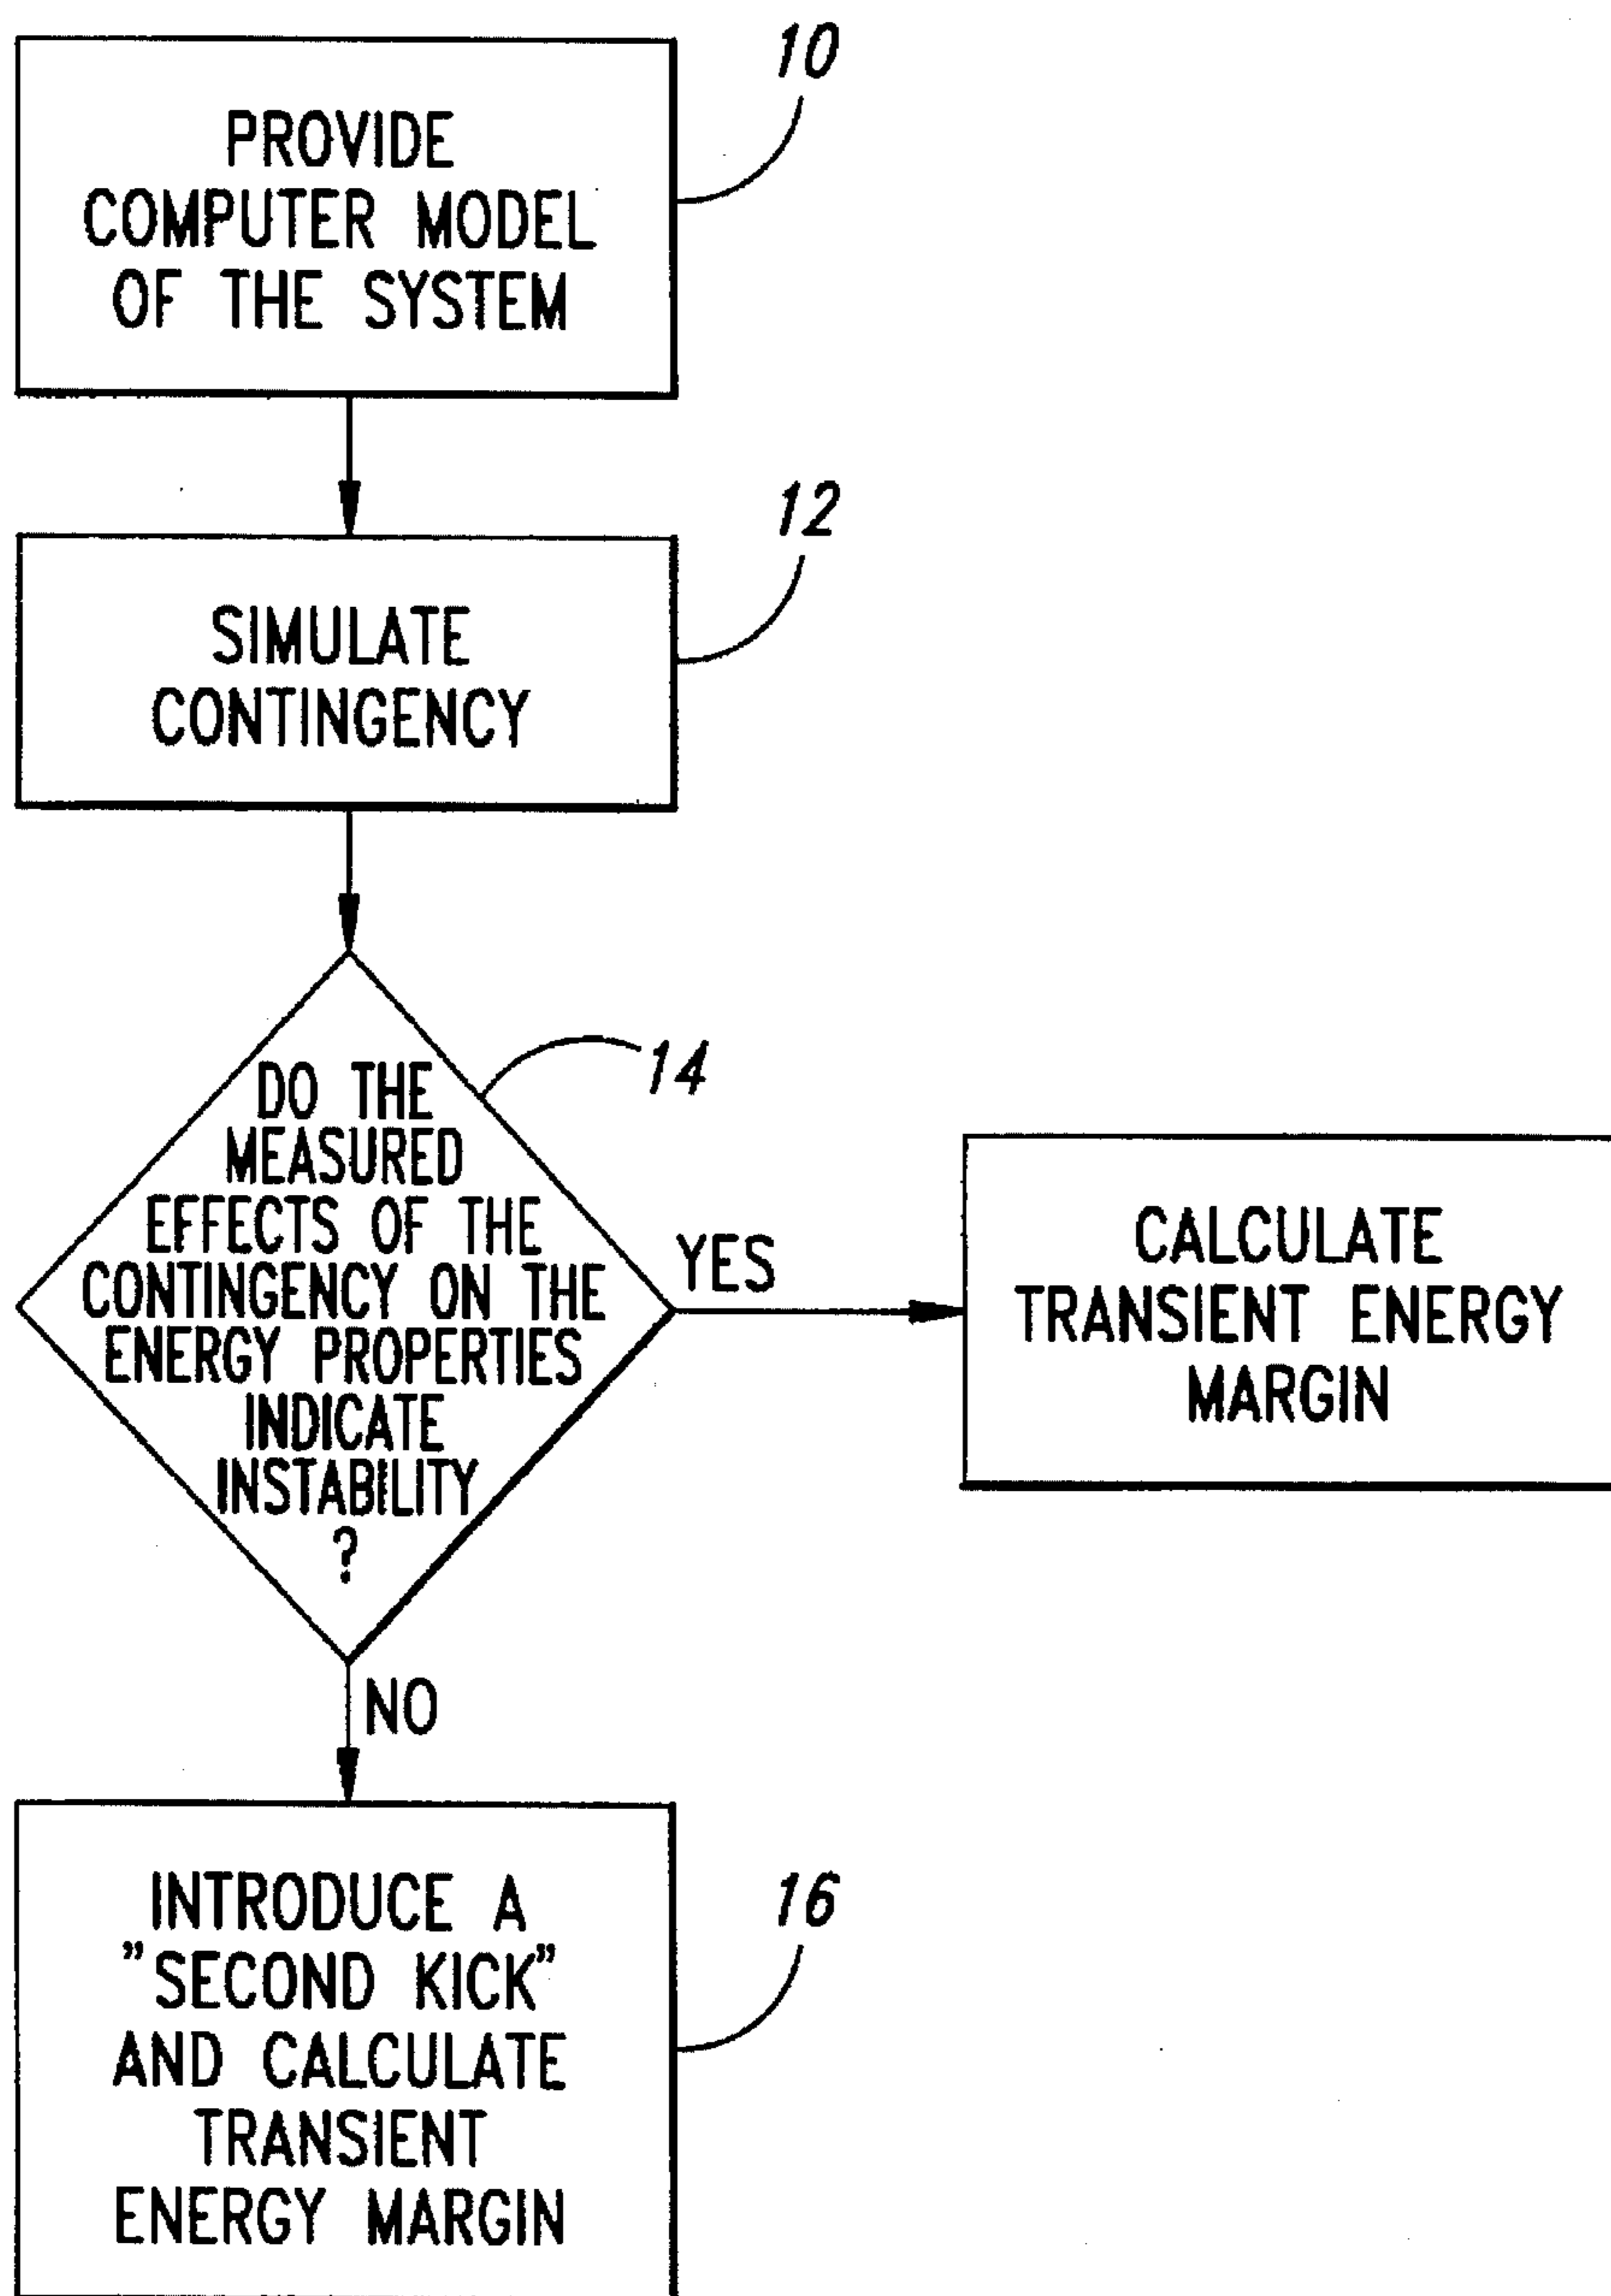 10
PROVIDE
COMPUTER MODEL
OF THE SYSTEM
12
SIMULATE
CONTINGENCY
14
DO THE
MEASURED
EFFECTS OF THE
CONTINGENCY ON THE
ENERGY PROPERTIES
INDICATE
INSTABILITY
?
YES
CALCULATE
TRANSIENT ENERGY
MARGIN
NO
16
INTRODUCE A
"SECOND KICK"
AND CALCULATE
TRANSIENT
ENERGY MARGIN